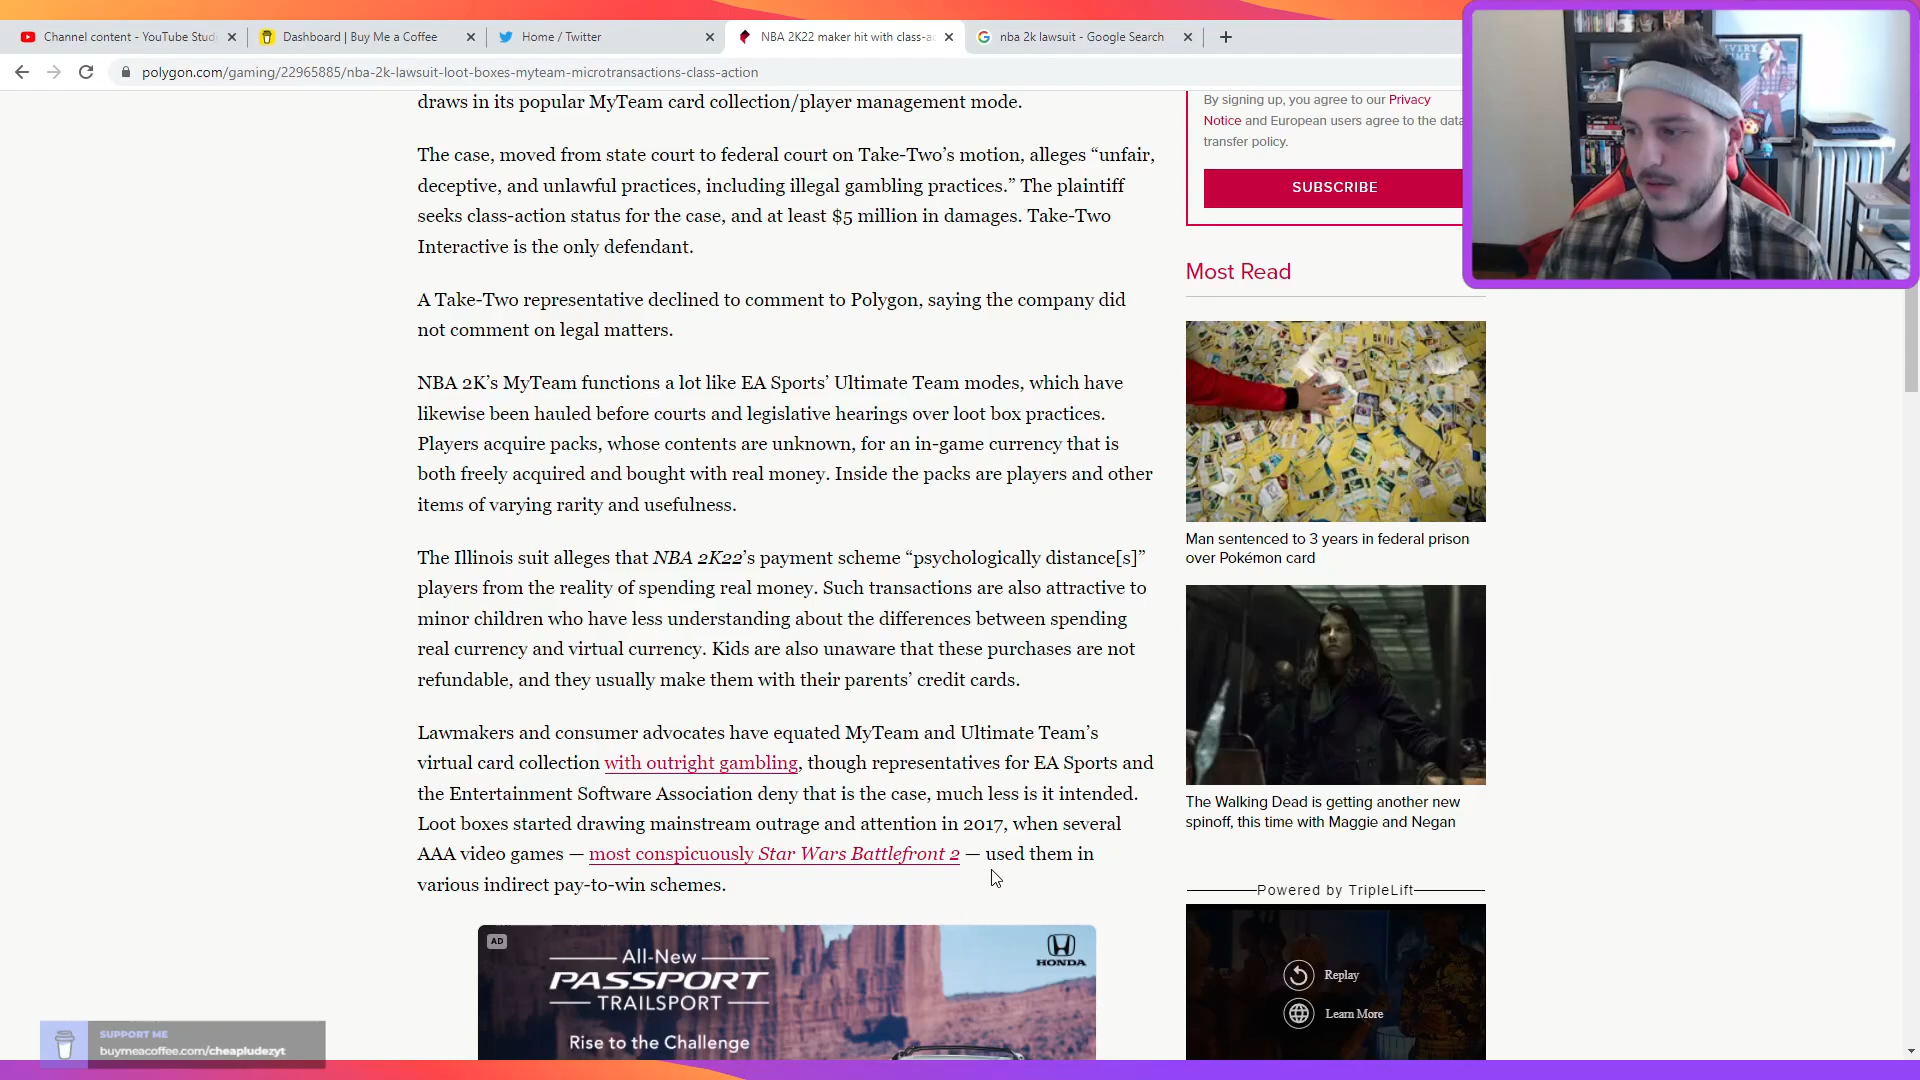 Channel content - YouTube Stud
Dashboard | Buy Me a Coffee
Home / Twitter
NBA 2K22 maker hit with class-ac
nba 2k lawsuit - Google Search
polygon.com/gaming/22965885/nba-2k-lawsuit-loot-boxes-myteam-microtransactions-class-action
draws in its popular MyTeam card collection/player management mode.
The case, moved from state court to federal court on Take-Two’s motion, alleges “unfair,
deceptive, and unlawful practices, including illegal gambling practices.” The plaintiff
seeks class-action status for the case, and at least $5 million in damages. Take-Two
Interactive is the only defendant.
A Take-Two representative declined to comment to Polygon, saying the company did
not comment on legal matters.
NBA 2K’s MyTeam functions a lot like EA Sports’ Ultimate Team modes, which have
likewise been hauled before courts and legislative hearings over loot box practices.
Players acquire packs, whose contents are unknown, for an in-game currency that is
both freely acquired and bought with real money. Inside the packs are players and other
items of varying rarity and usefulness.
The Illinois suit alleges that NBA 2K22’s payment scheme “psychologically distance[s]”
players from the reality of spending real money. Such transactions are also attractive to
minor children who have less understanding about the differences between spending
real currency and virtual currency. Kids are also unaware that these purchases are not
refundable, and they usually make them with their parents’ credit cards.
Lawmakers and consumer advocates have equated MyTeam and Ultimate Team’s
virtual card collection with outright gambling, though representatives for EA Sports and
the Entertainment Software Association deny that is the case, much less is it intended.
Loot boxes started drawing mainstream outrage and attention in 2017, when several
AAA video games — most conspicuously Star Wars Battlefront 2 — used them in
various indirect pay-to-win schemes.
AD
All-New
PASSPORT
TRAILSPORT
Rise to the Challenge
HONDA
By signing up, you agree to our Privacy
Notice and European users agree to the data
transfer policy.
SUBSCRIBE
Most Read
Man sentenced to 3 years in federal prison
over Pokémon card
The Walking Dead is getting another new
spinoff, this time with Maggie and Negan
Powered by TripleLift
Replay
Learn More
SUPPORT ME
buymeacoffee.com/cheapludezyt